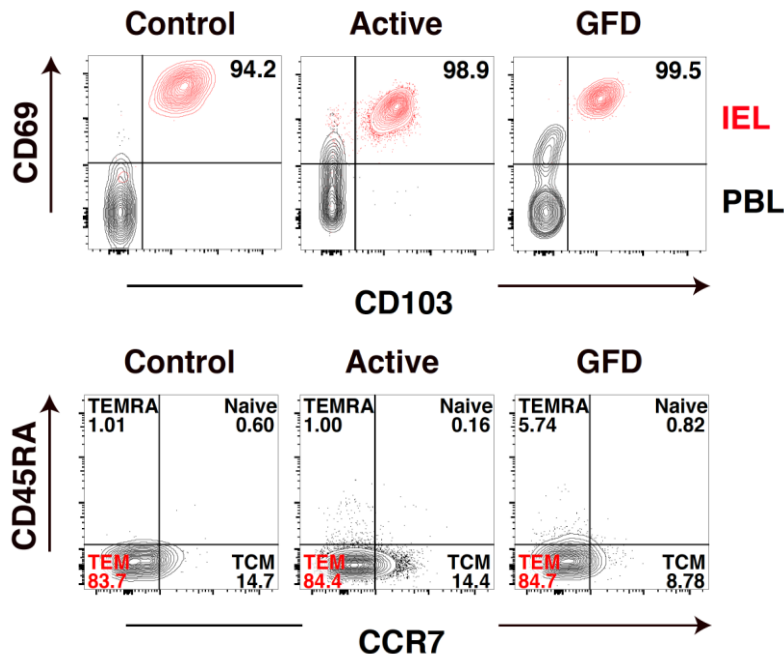 Control Active GFD
94.2 98.9 99.5
CD69
IEL
PBL
CD103
Control Active GFD
TEMRA Naive TEMRA Naive TEMRA Naive
1.01 0.60 1.00 0.16 5.74 0.82
CD45RA
TEM TCM TEM TCM TEM TCM
83.7 14.7 84.4 14.4 84.7 8.78
CCR7